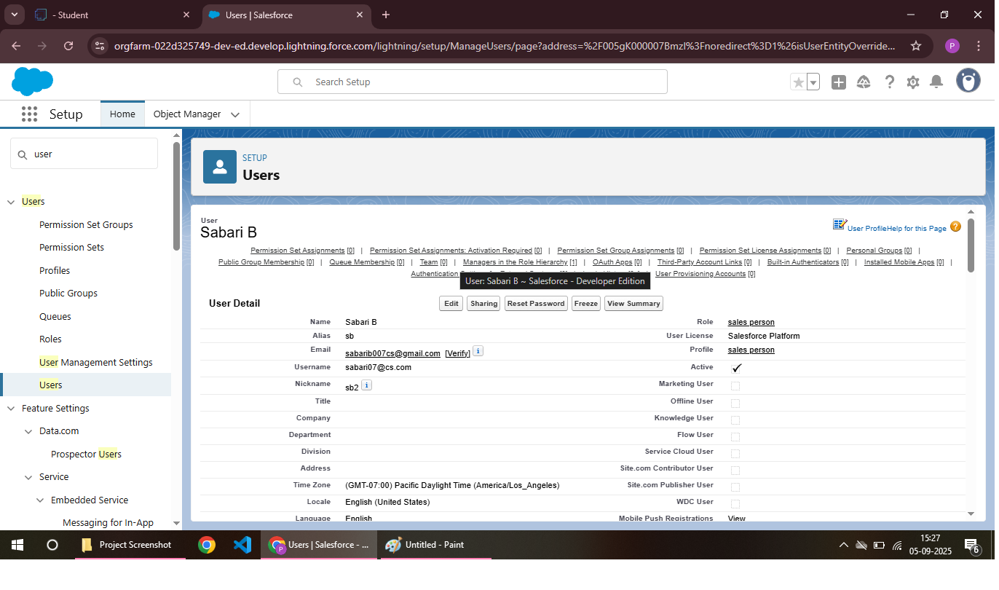 - Student
Users | Salesforce
orgfarm-022d325749-dev-ed.develop.lightning.force.com/lightning/setup/ManageUsers/page?address=%2F005gK000007Bmzl%3Fnoredirect%3D1%26isUserEntityOverride...
P
Search Setup
Setup
Home
Object Manager
user
Users
Permission Set Groups
Permission Sets
Profiles
Public Groups
Queues
Roles
User Management Settings
Users
Feature Settings
Data.com
Prospector Users
Service
Embedded Service
Messaging for In-App
SETUP
Users
User
Sabari B
User Profile Help for this Page ?
Permission Set Assignments [0] | Permission Set Assignments: Activation Required [0] | Permission Set Group Assignments [0] | Permission Set License Assignments [0] | Personal Groups [0] |
Public Group Membership [0] | Queue Membership [0] | Team [0] | Managers in the Role Hierarchy [1] | OAuth Apps [0] | Third-Party Account Links [0] | Built-in Authenticators [0] | Installed Mobile Apps [0] |
Authentication User Provisioning Accounts [0]
User: Sabari B ~ Salesforce - Developer Edition
User Detail
Edit Sharing Reset Password Freeze View Summary
Name Sabari B Role sales person
Alias sb User License Salesforce Platform
Email sabarib007cs@gmail.com [Verify] i Profile sales person
Username sabari07@cs.com Active ✓
Nickname sb2 i Marketing User
Title Offline User
Company Knowledge User
Department Flow User
Division Service Cloud User
Address Site.com Contributor User
Time Zone (GMT-07:00) Pacific Daylight Time (America/Los_Angeles) Site.com Publisher User
Locale English (United States) WDC User
Language English Mobile Push Registrations View
Project Screenshot
P
Users | Salesforce - ...
Untitled - Paint
15:27
05-09-2025
6